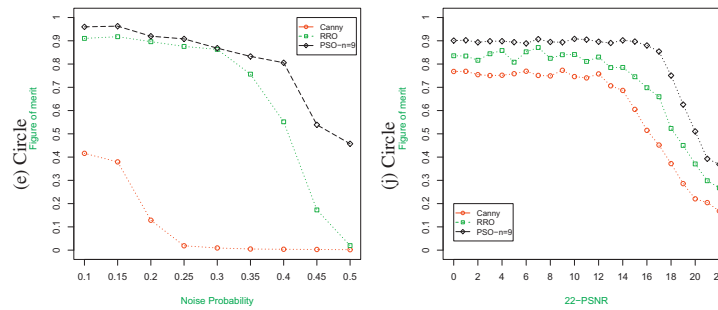 (e) Circle
Figure of merit
1
0.9
0.8
0.7
0.6
0.5
0.4
0.3
0.2
0.1
0
Canny
RRO
PSO-n=9
0.1 0.15 0.2 0.25 0.3 0.35 0.4 0.45 0.5
Noise Probability
(j) Circle
Figure of merit
1
0.9
0.8
0.7
0.6
0.5
0.4
0.3
0.2
0.1
0
Canny
RRO
PSO-n=9
0 2 4 6 8 10 12 14 16 18 20
22-PSNR